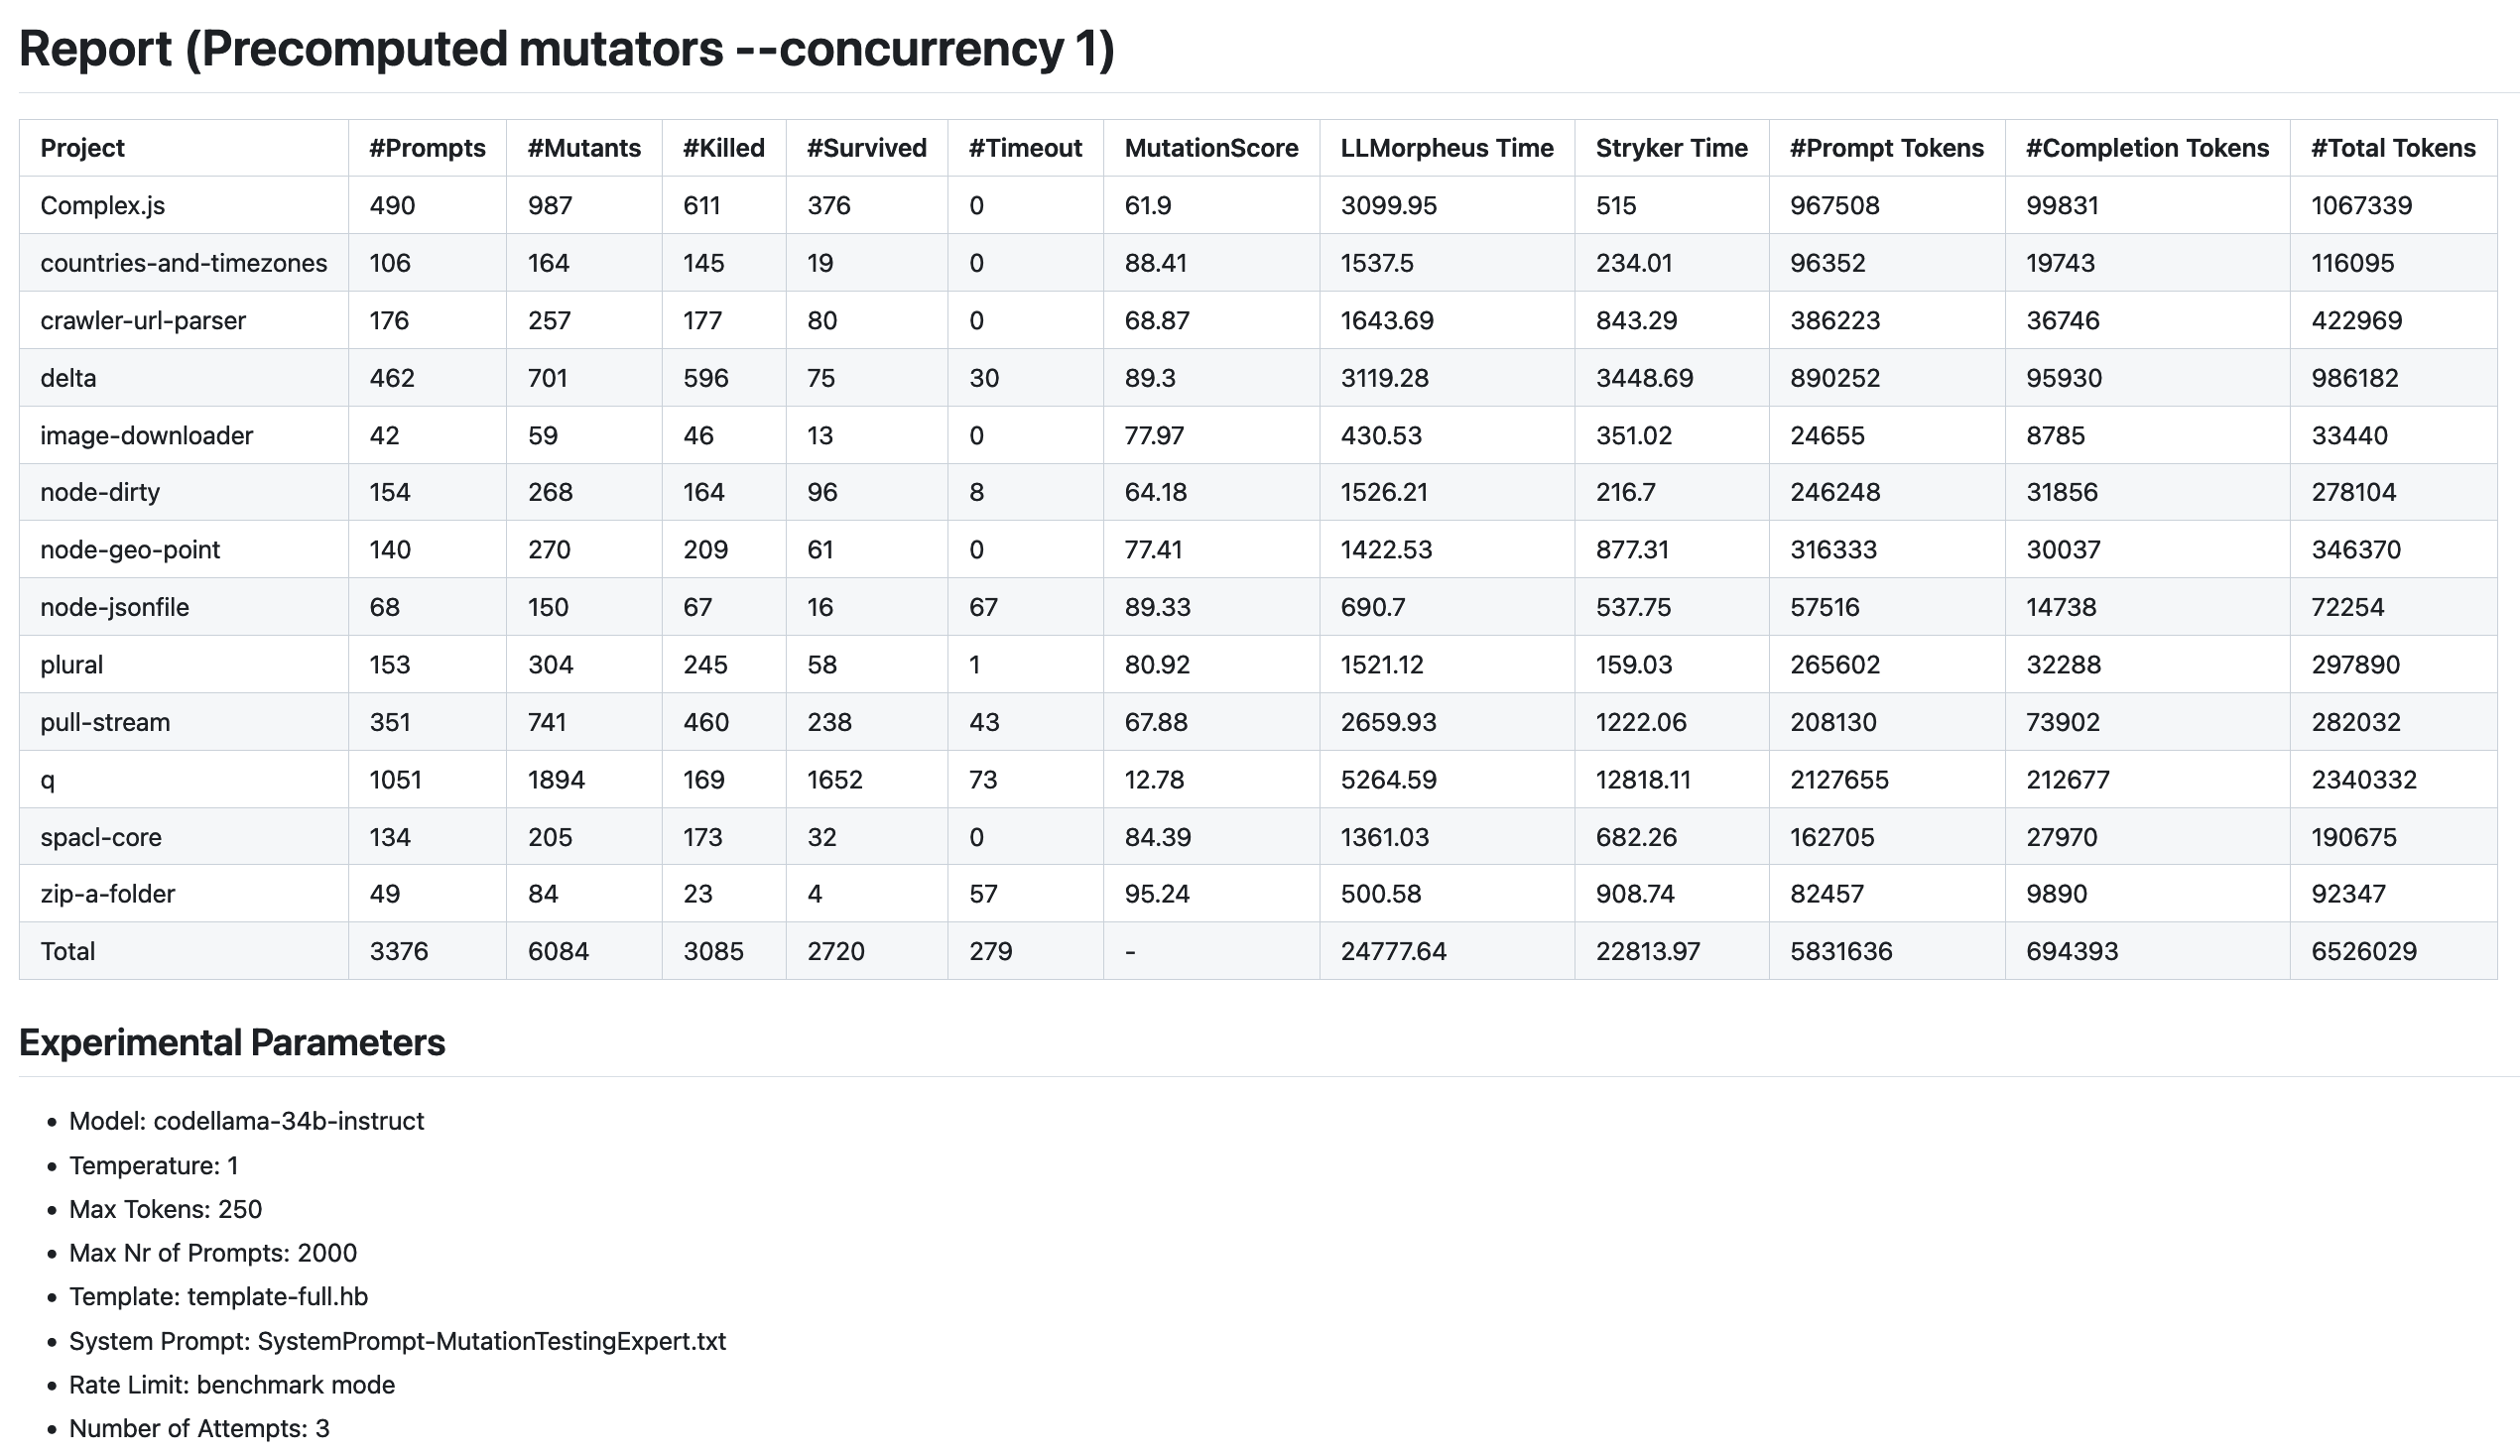 Report (Precomputed mutators --concurrency 1)
Project #Prompts #Mutants #Killed #Survived #Timeout MutationScore LLMorpheus Time Stryker Time #Prompt Tokens #Completion Tokens #Total Tokens
Complex.js 490 987 611 376 0 61.9 3099.95 515 967508 99831 1067339
countries-and-timezones 106 164 145 19 0 88.41 1537.5 234.01 96352 19743 116095
crawler-url-parser 176 257 177 80 0 68.87 1643.69 843.29 386223 36746 422969
delta 462 701 596 75 30 89.3 3119.28 3448.69 890252 95930 986182
image-downloader 42 59 46 13 0 77.97 430.53 351.02 24655 8785 33440
node-dirty 154 268 164 96 8 64.18 1526.21 216.7 246248 31856 278104
node-geo-point 140 270 209 61 0 77.41 1422.53 877.31 316333 30037 346370
node-jsonfile 68 150 67 16 67 89.33 690.7 537.75 57516 14738 72254
plural 153 304 245 58 1 80.92 1521.12 159.03 265602 32288 297890
pull-stream 351 741 460 238 43 67.88 2659.93 1222.06 208130 73902 282032
q 1051 1894 169 1652 73 12.78 5264.59 12818.11 2127655 212677 2340332
spacl-core 134 205 173 32 0 84.39 1361.03 682.26 162705 27970 190675
zip-a-folder 49 84 23 4 57 95.24 500.58 908.74 82457 9890 92347
Total 3376 6084 3085 2720 279 - 24777.64 22813.97 5831636 694393 6526029
Experimental Parameters
• Model: codellama-34b-instruct
• Temperature: 1
• Max Tokens: 250
• Max Nr of Prompts: 2000
• Template: template-full.hb
• System Prompt: SystemPrompt-MutationTestingExpert.txt
• Rate Limit: benchmark mode
• Number of Attempts: 3